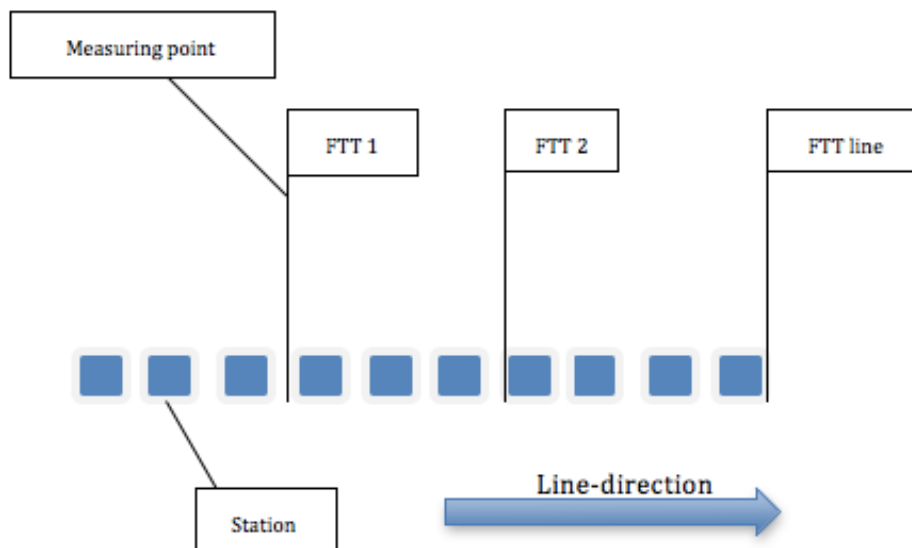 Measuring point
FTT 1
FTT 2
FTT line
Line-direction
Station